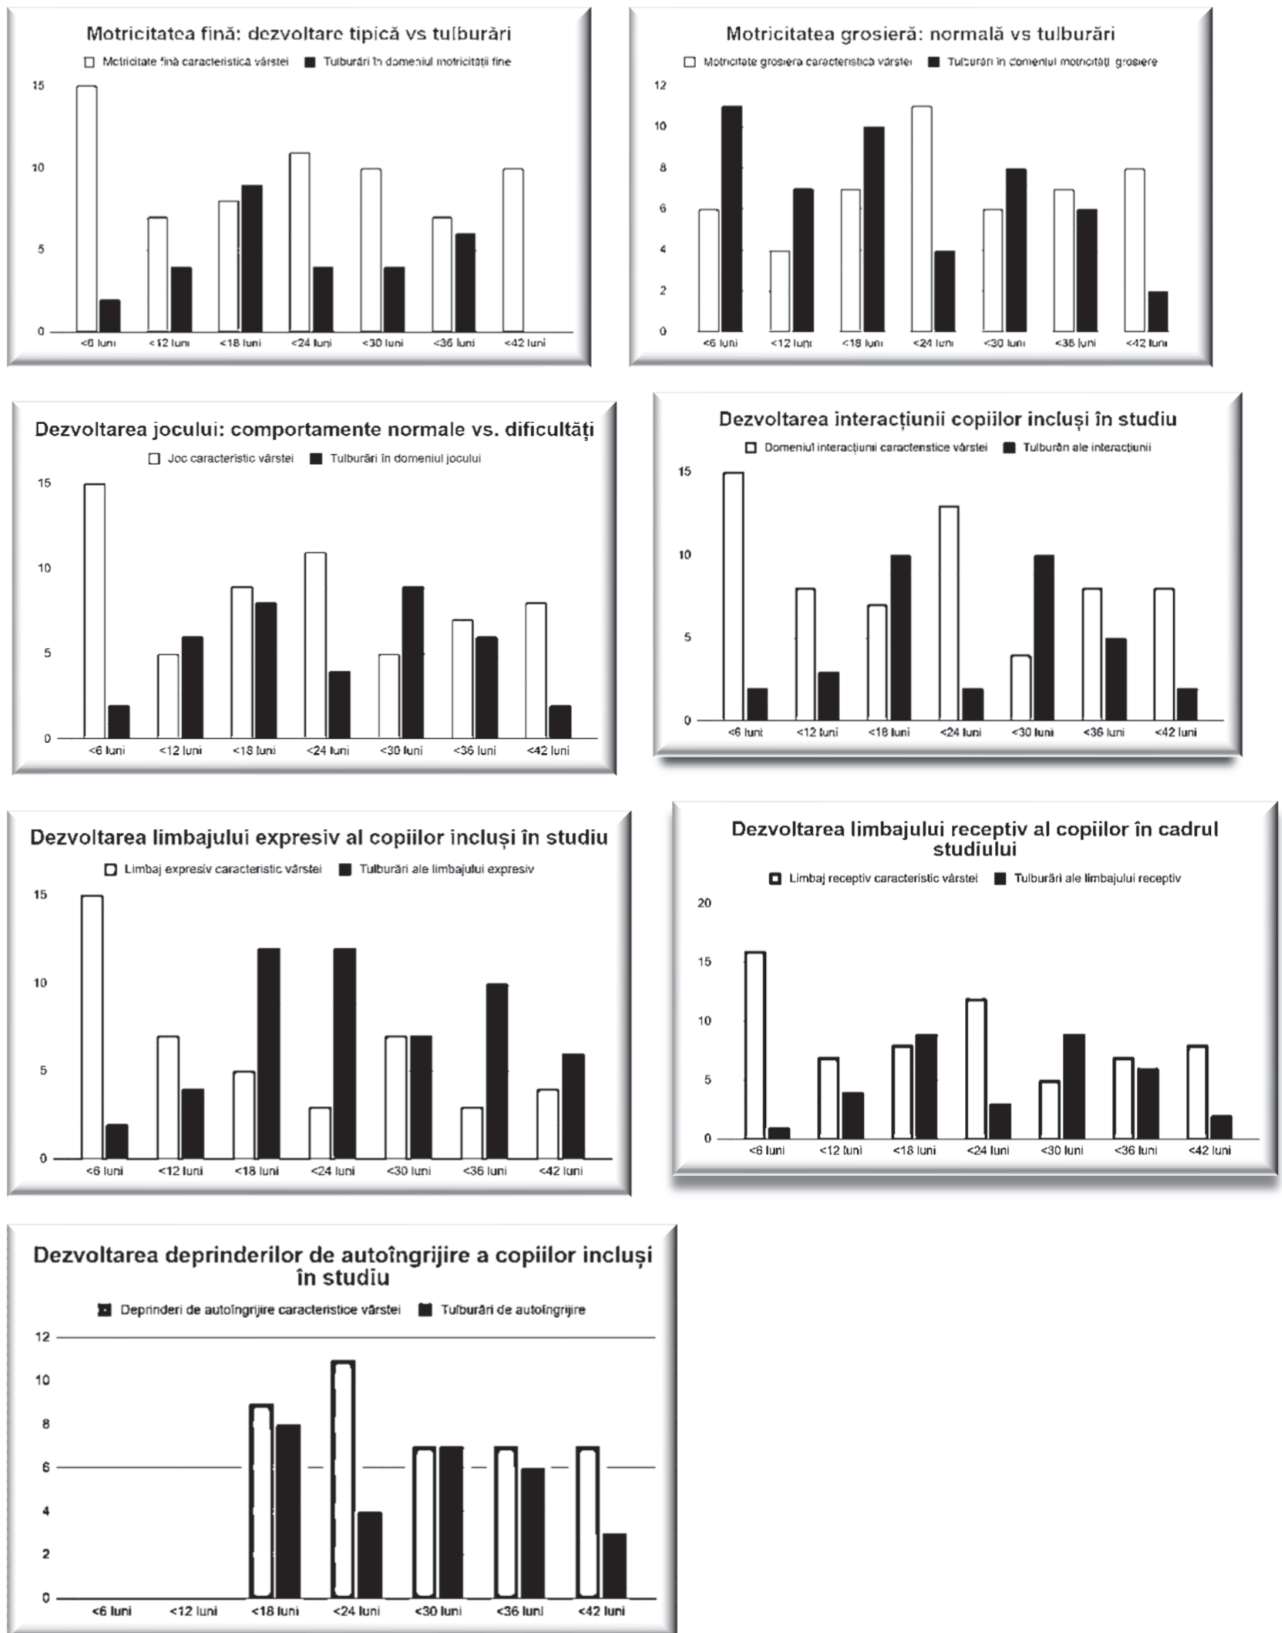 Motricitatea fină: dezvoltare tipică vs tulburări
Motricitate fină caracteristică vârstei Tulburări în domeniul motricității fine
15
10
5
0
<6 luni <12 luni <18 luni <24 luni <30 luni <36 luni <42 luni
Motricitatea grosieră: normală vs tulburări
Motricitate grosieră caracteristică vârstei Tulburări în domeniul motricități grosiere
12
10
8
6
4
2
0
<6 luni <12 luni <18 luni <24 luni <30 luni <36 luni <42 luni
Dezvoltarea jocului: comportamente normale vs. dificultăți
Joc caracteristic vârstei Tulburări în domeniul jocului
15
10
5
0
<6 luni <12 luni <18 luni <24 luni <30 luni <36 luni <42 luni
Dezvoltarea interacțiunii copiilor incluși în studiu
Domeniul interacțiunii caracteristice vârstei Tulburări ale interacțiunii
15
10
5
0
<6 luni <12 luni <18 luni <24 luni <30 luni <36 luni <42 luni
Dezvoltarea limbajului expresiv al copiilor incluși în studiu
Limbaj expresiv caracteristic vârstei Tulburări ale limbajului expresiv
15
10
5
0
<6 luni <12 luni <18 luni <24 luni <30 luni <36 luni <42 luni
Dezvoltarea limbajului receptiv al copiilor în cadrul
studiului
Limbaj receptiv caracteristic vârstei Tulburări ale limbajului receptiv
20
15
10
5
0
<6 luni <12 luni <18 luni <24 luni <30 luni <36 luni <42 luni
Dezvoltarea deprinderilor de autoîngrijire a copiilor incluși
în studiu
Deprinderi de autoîngrijire caracteristice vârstei Tulburări de autoîngrijire
12
10
8
6
4
2
0
<6 luni <12 luni <18 luni <24 luni <30 luni <36 luni <42 luni